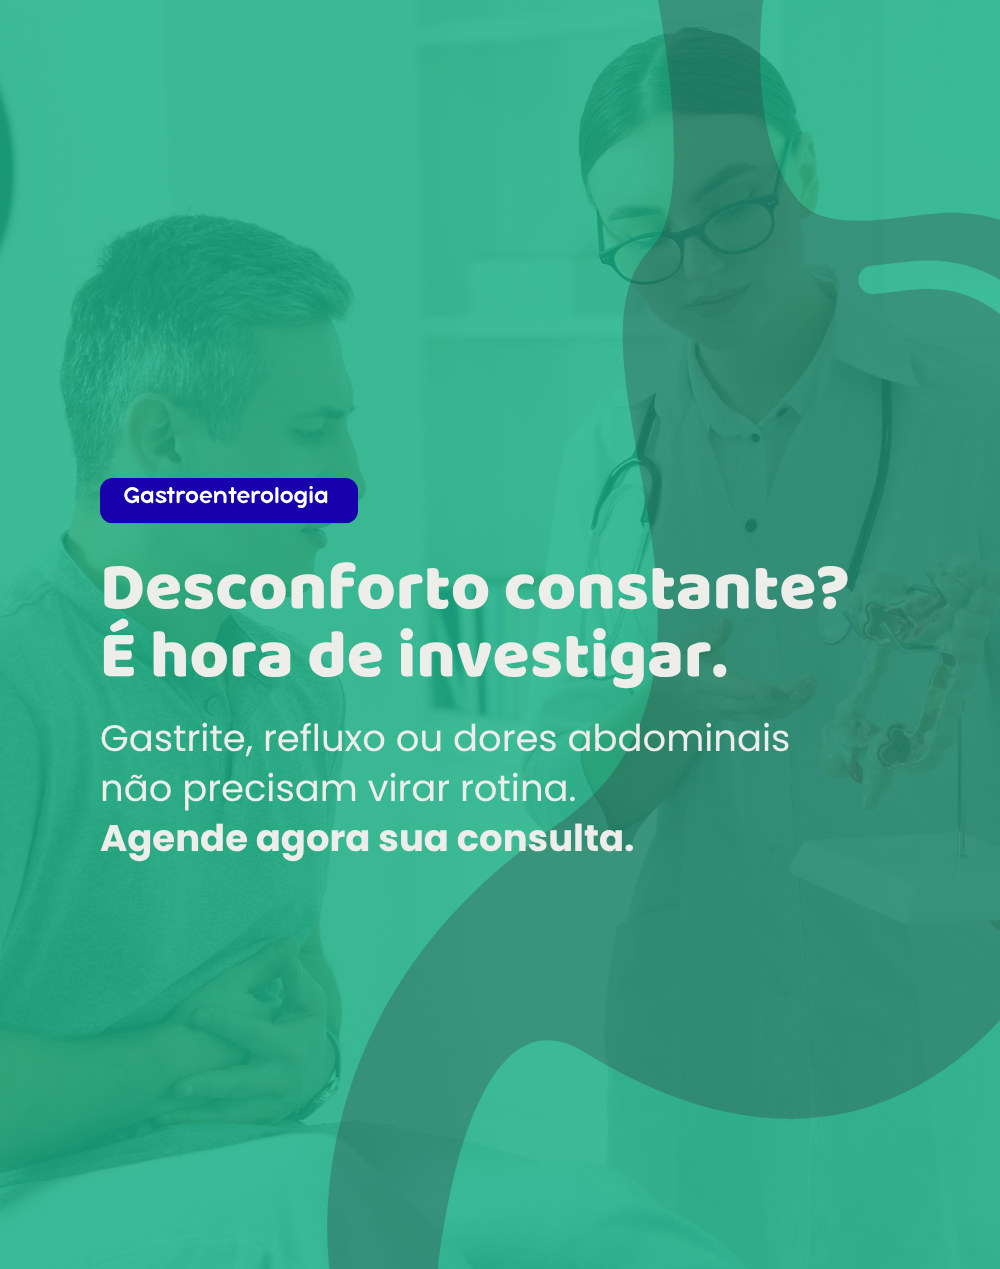 Gastroenterologia
Desconforto constante?
É hora de investigar.
Gastrite, refluxo ou dores abdominais
não precisam virar rotina.
Agende agora sua consulta.